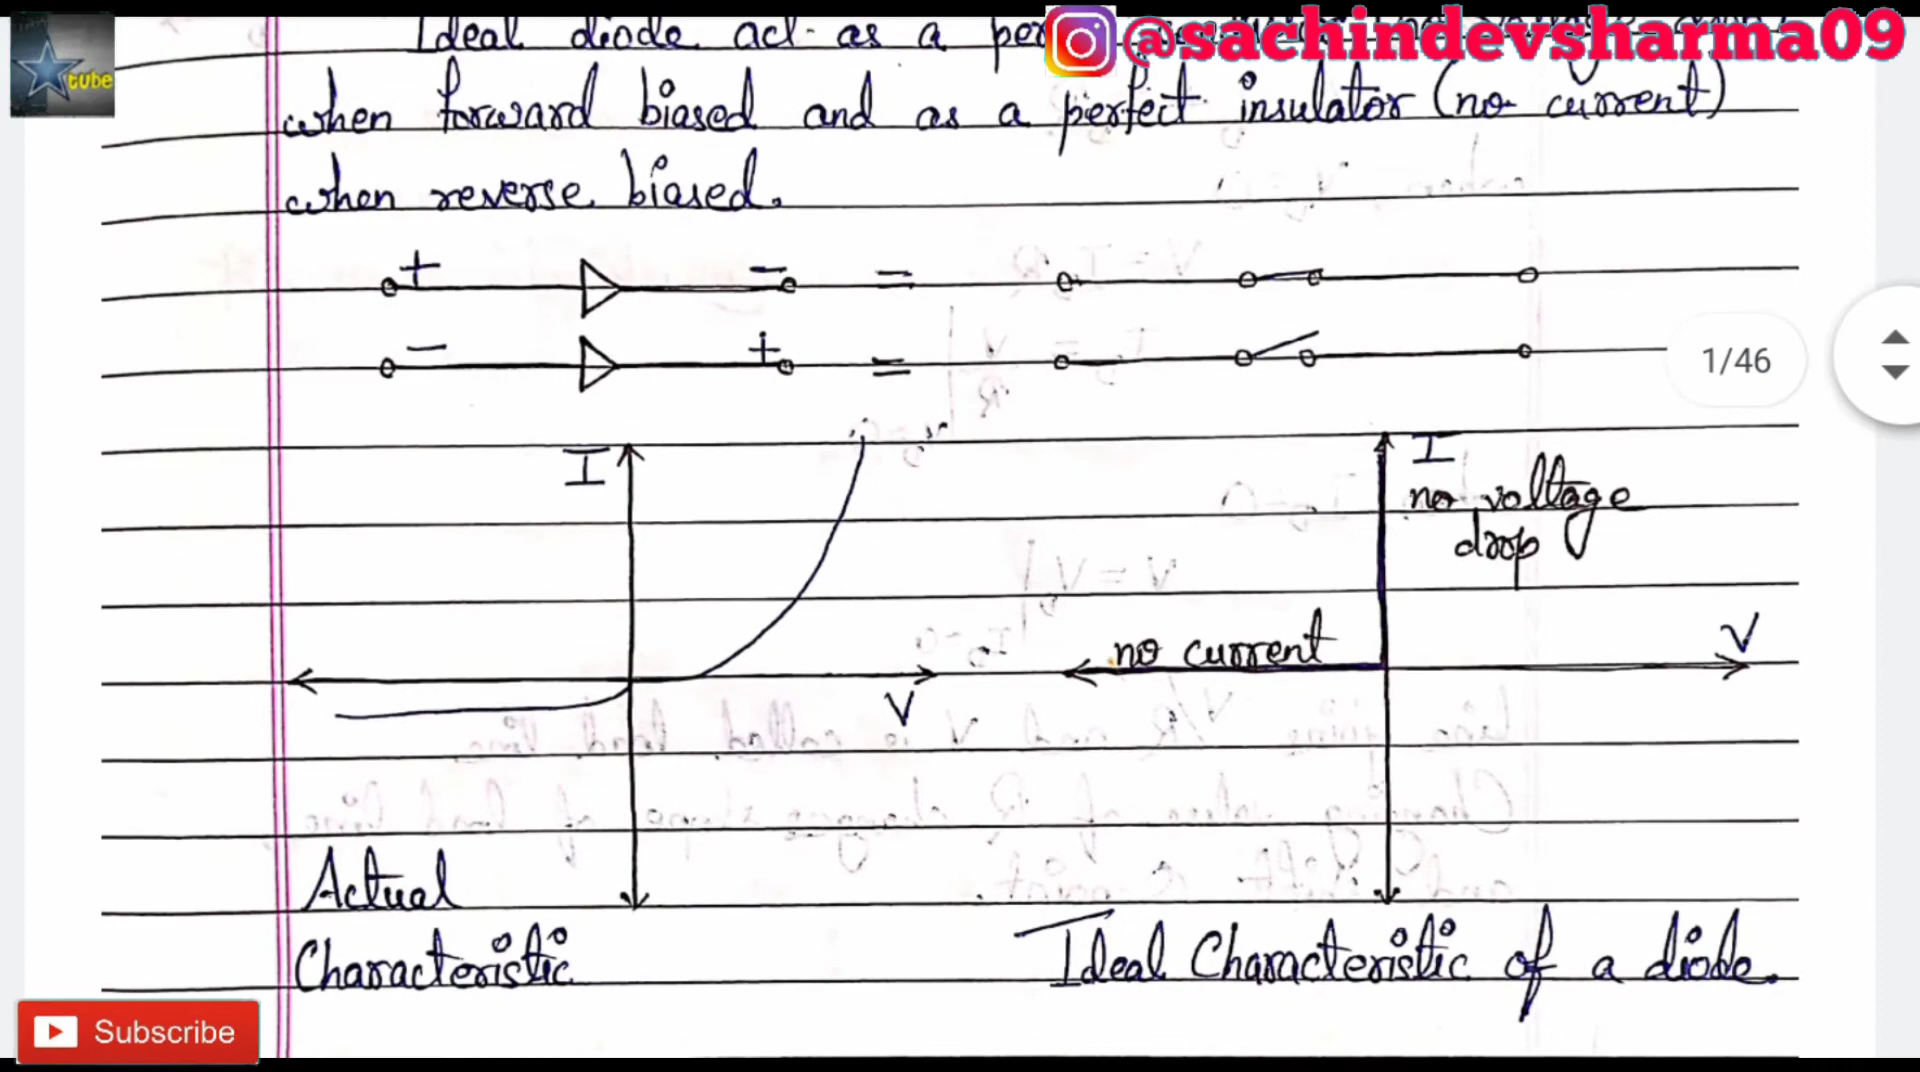 Ideal diode act as a
@sachindevsharma09
tube
when forward biased and as a perfect insulator (no current)
when reverse biased.
+ - =
- + =
1/46
I
I
no voltage
drop
no current
V
V
Actual
Characteristic
Ideal Characteristic of a diode.
Subscribe